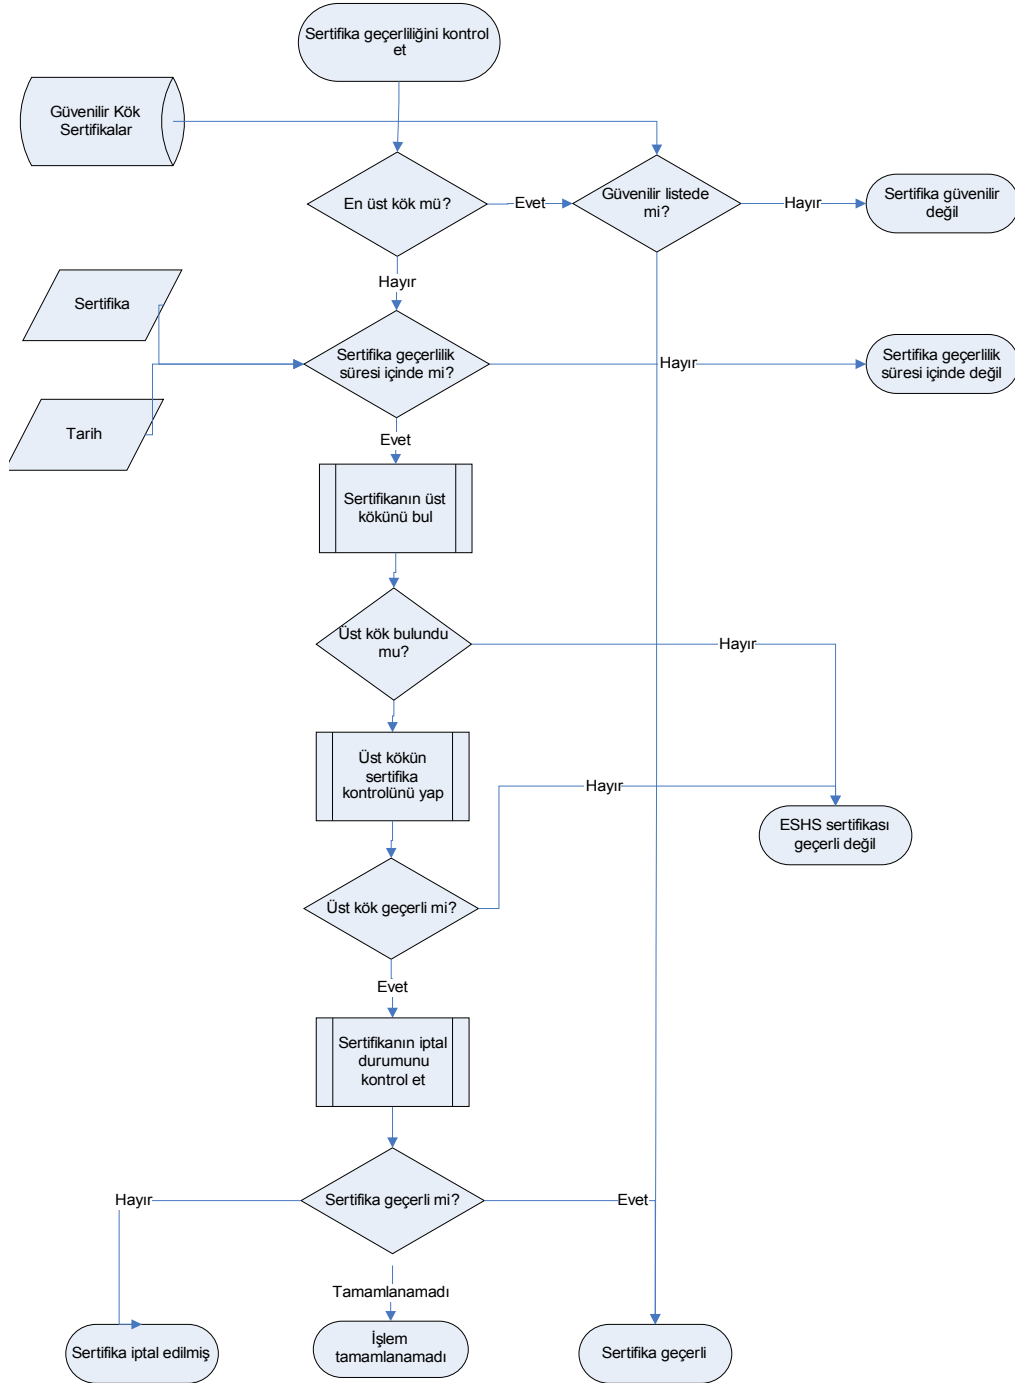 Sertifika geçerliliğini kontrol
et
Güvenilir Kök
Sertifikalar
En üst kök mü?
Evet
Güvenilir listede
mi?
Hayır
Sertifika güvenilir
değil
Hayır
Sertifika
Sertifika geçerlilik
süresi içinde mi?
Hayır
Sertifika geçerlilik
süresi içinde değil
Tarih
Evet
Sertifikanın üst
kökünü bul
Üst kök bulundu
mu?
Hayır
Üst kökün
sertifika
kontrolünü yap
Hayır
ESHS sertifikası
geçerli değil
Üst kök geçerli mi?
Evet
Sertifikanın iptal
durumunu
kontrol et
Hayır
Sertifika geçerli mi?
Evet
Tamamlanamadı
Sertifika iptal edilmiş
İşlem
tamamlanamadı
Sertifika geçerli